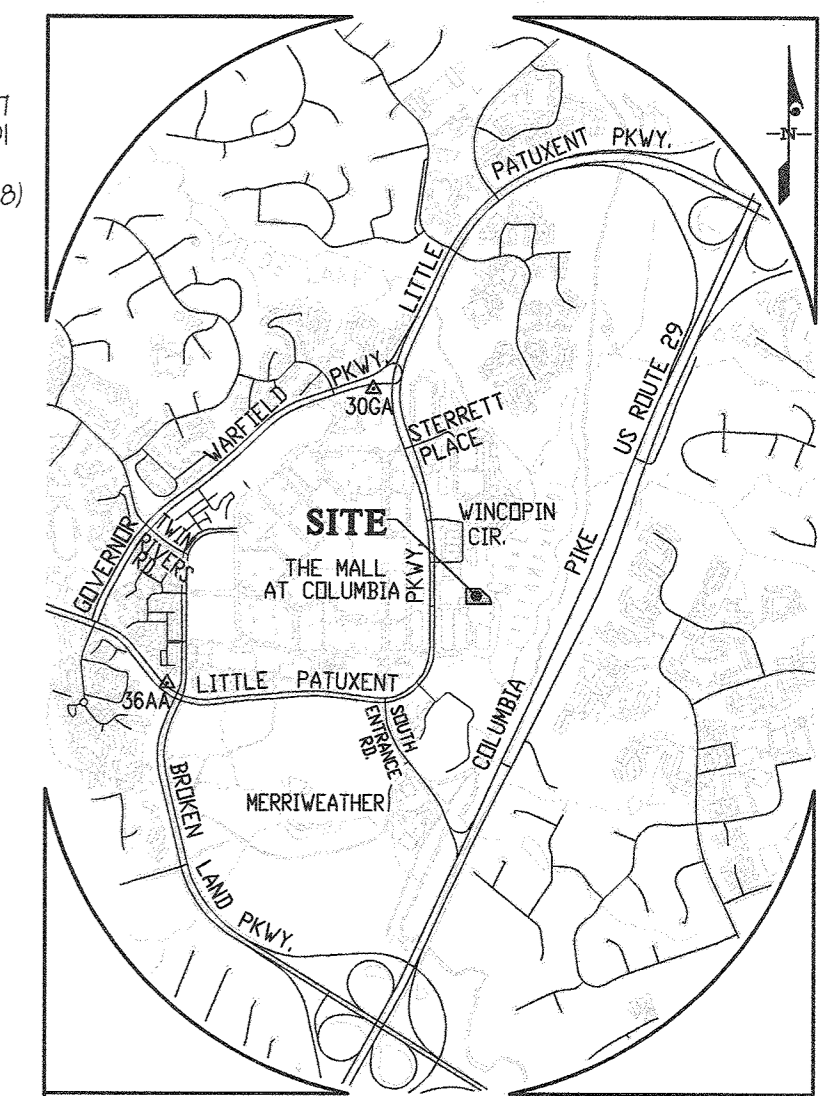 PATUXENT PKWY.
N
8)
LITTLE
US ROUTE 29
PKWY.
WARFIELD
30GA
STERRETT
PLACE
SITE
WINCOPIN
CIR.
GOVERNOR
TWIN
RIVERS
RD.
THE MALL
AT COLUMBIA
PKWY.
PIKE
36AA
LITTLE PATUXENT
SOUTH
ENTRANCE
RD.
COLUMBIA
MERRIWEATHER
BROKEN
LAND
PKWY.